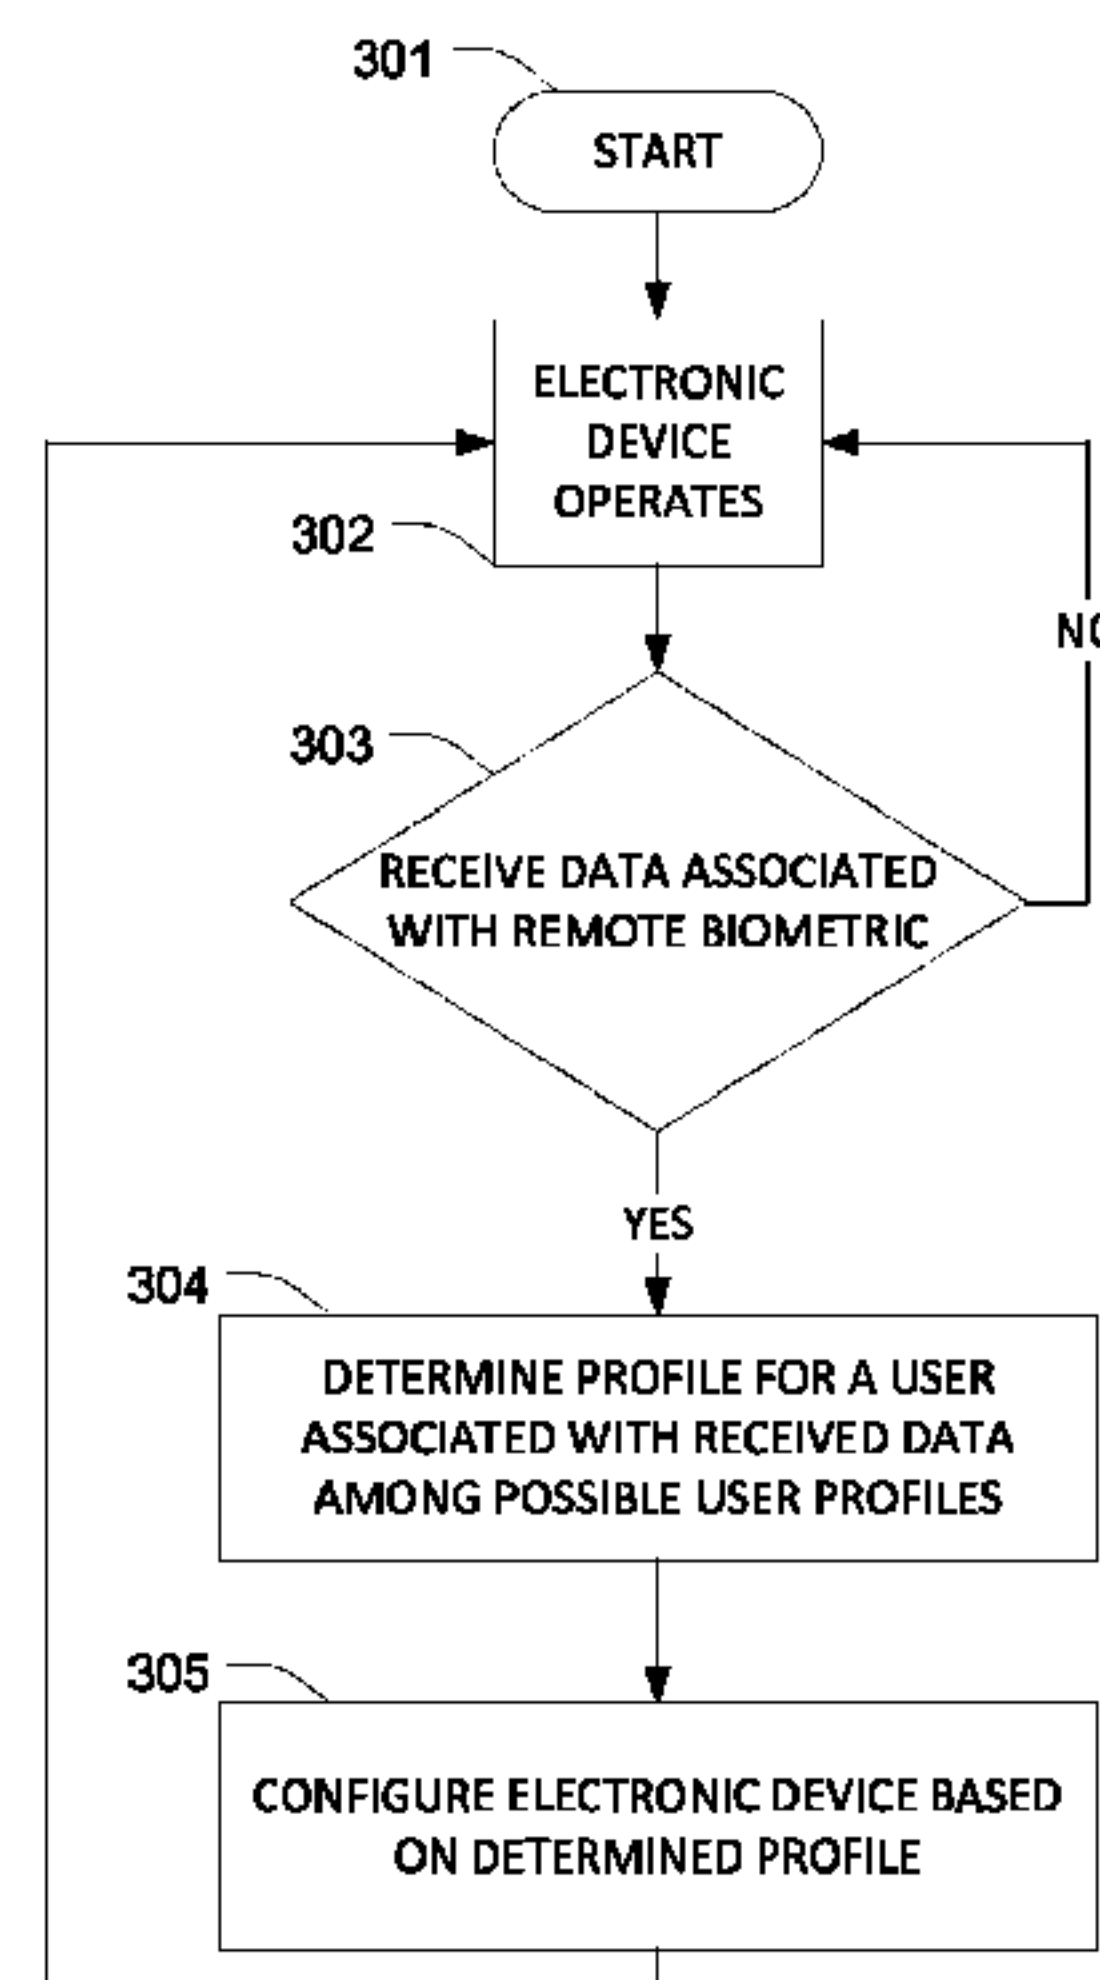 301
START
ELECTRONIC
DEVICE
OPERATES
302
NO
303
RECEIVE DATA ASSOCIATED
WITH REMOTE BIOMETRIC
YES
304
DETERMINE PROFILE FOR A USER
ASSOCIATED WITH RECEIVED DATA
AMONG POSSIBLE USER PROFILES
305
CONFIGURE ELECTRONIC DEVICE BASED
ON DETERMINED PROFILE